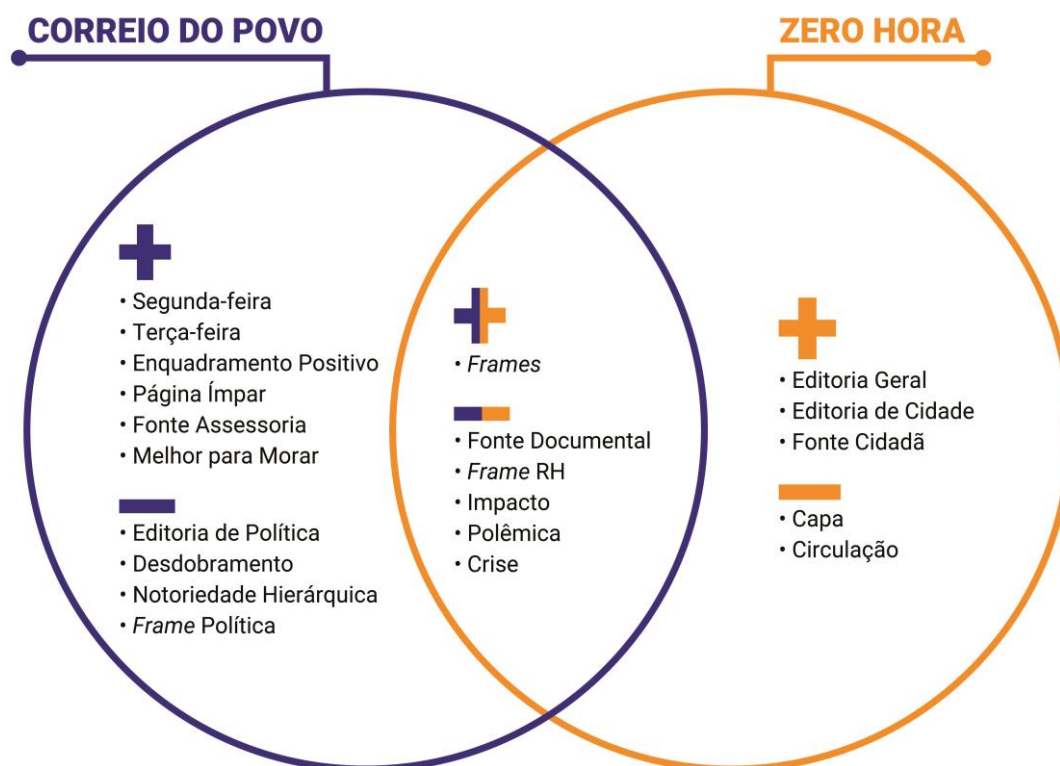 CORREIO DO POVO
ZERO HORA
• Segunda-feira
• Terça-feira
• Enquadramento Positivo
• Página Ímpar
• Fonte Assessoria
• Melhor para Morar
• Editoria de Política
• Desdobramento
• Notoriedade Hierárquica
• Frame Política
• Frames
• Fonte Documental
• Frame RH
• Impacto
• Polêmica
• Crise
• Editoria Geral
• Editoria de Cidade
• Fonte Cidadã
• Capa
• Circulação